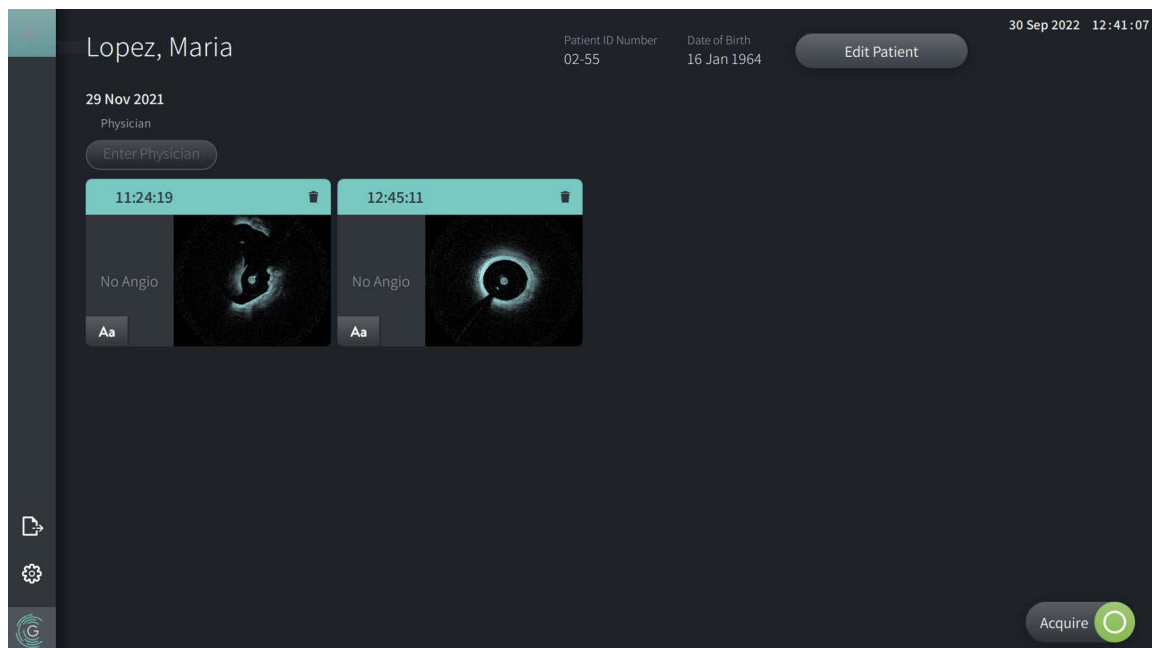 30 Sep 2022 12:41:07
Lopez, Maria
Patient ID Number
02-55
Date of Birth
16 Jan 1964
Edit Patient
29 Nov 2021
Physician
Enter Physician
11:24:19
No Angio
Aa
12:45:11
No Angio
Aa
G
Acquire